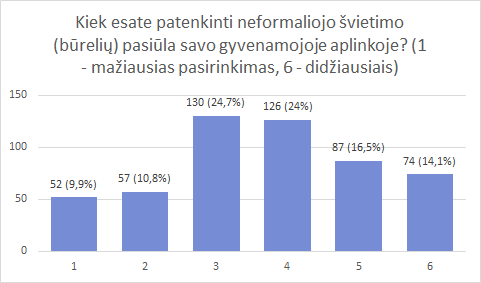 Kiek esate patenkinti neformaliojo švietimo
(būrelių) pasiūla savo gyvenamojoje aplinkoje? (1
- mažiausias pasirinkimas, 6 - didžiausiais)
150
130 (24,7%)
126 (24%)
100
87 (16,5%)
74 (14,1%)
52 (9,9%)
57 (10,8%)
50
0
1 2 3 4 5 6